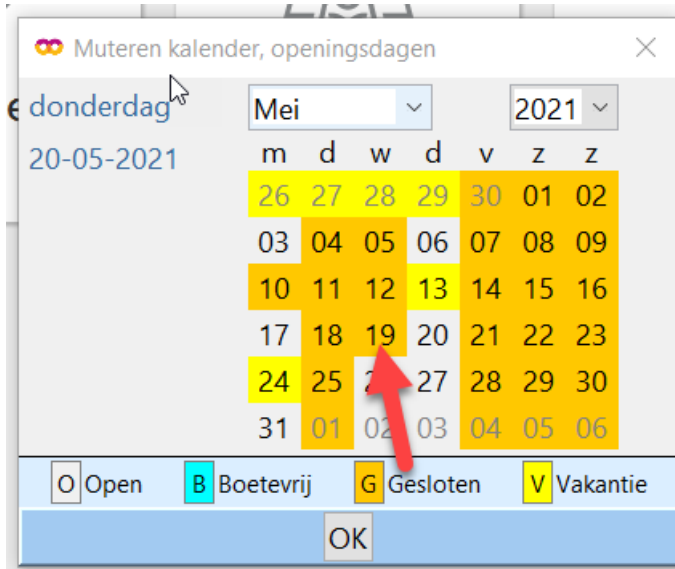 Muteren kalender, openingsdagen
donderdag Mei 2021
20-05-2021 m d w d v z z
26 27 28 29 30 01 02
03 04 05 06 07 08 09
10 11 12 13 14 15 16
17 18 19 20 21 22 23
24 25 27 28 29 30
31 01 02 03 04 05 06
O Open B Boetevrij G Gesloten V Vakantie
OK